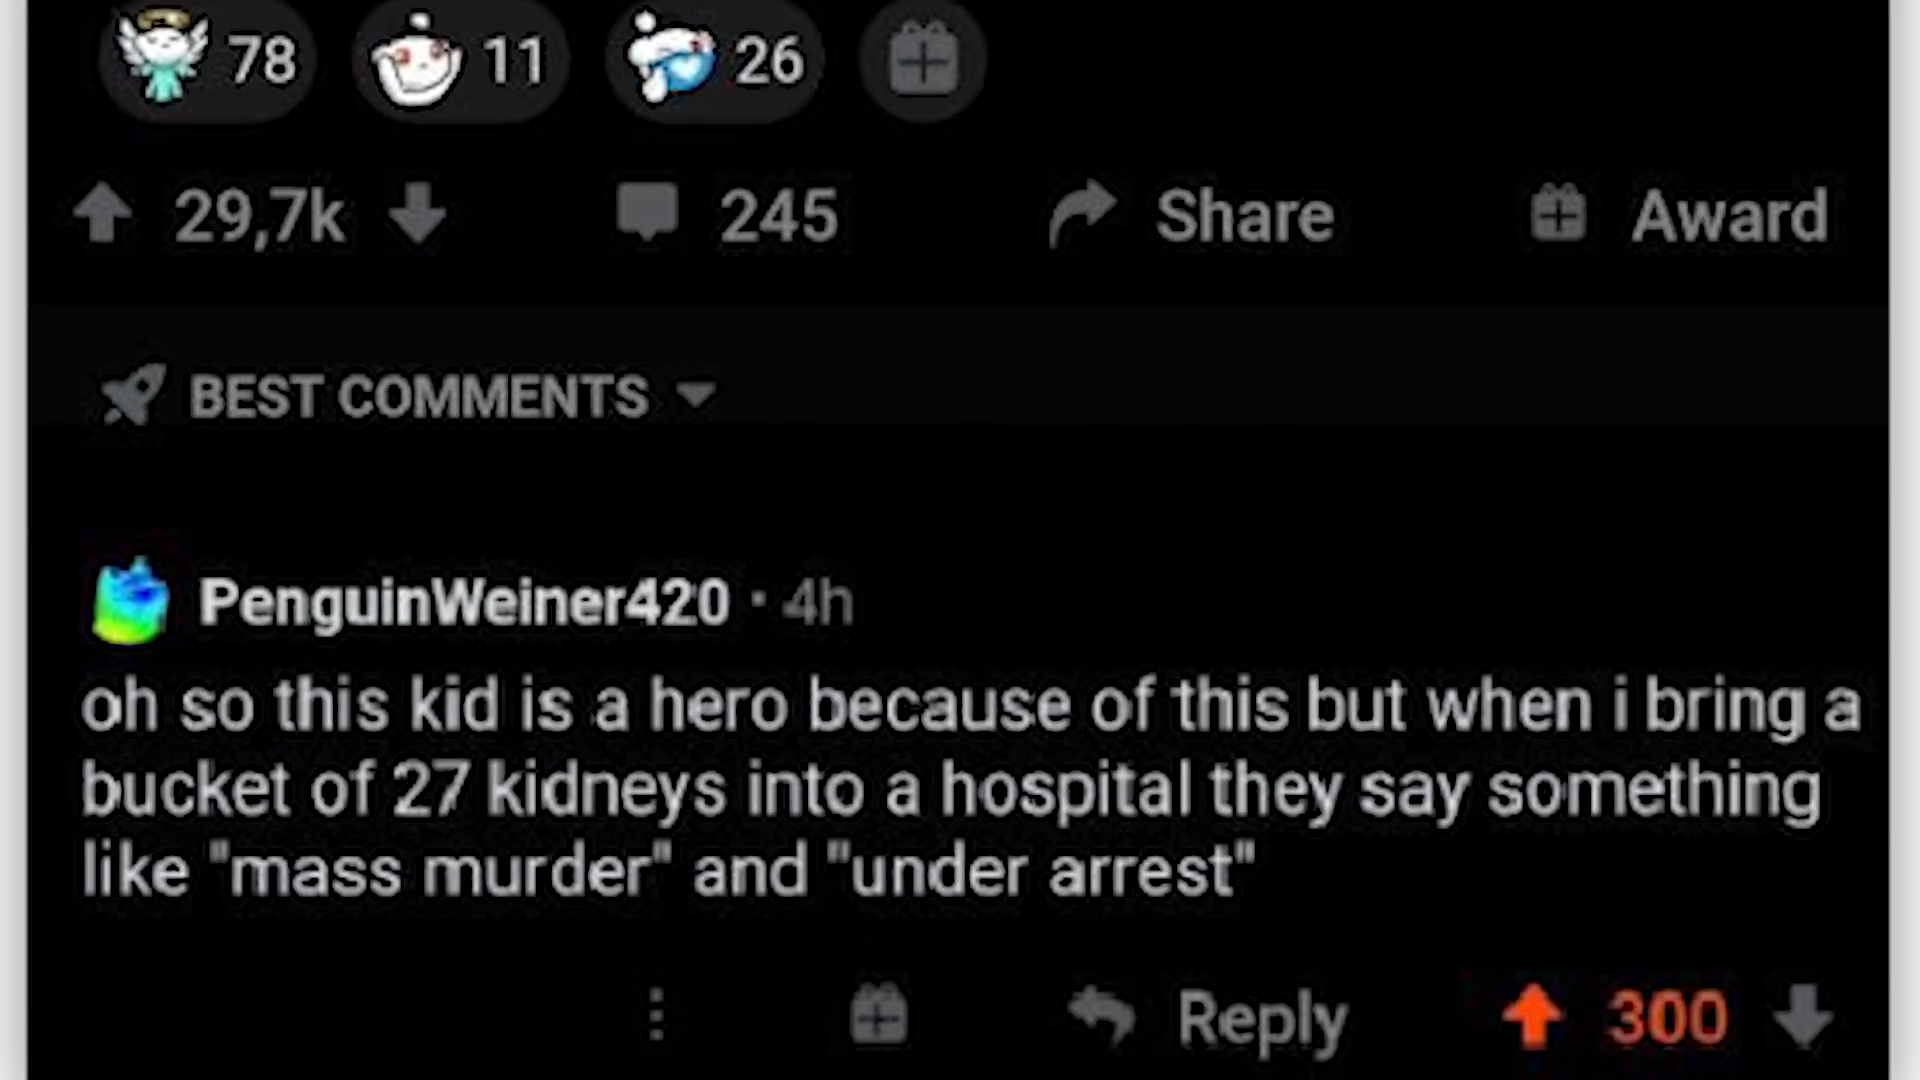 78 11 26
29,7k 245 Share Award
BEST COMMENTS
PenguinWeiner420 · 4h
oh so this kid is a hero because of this but when i bring a
bucket of 27 kidneys into a hospital they say something
like "mass murder" and "under arrest"
Reply 300